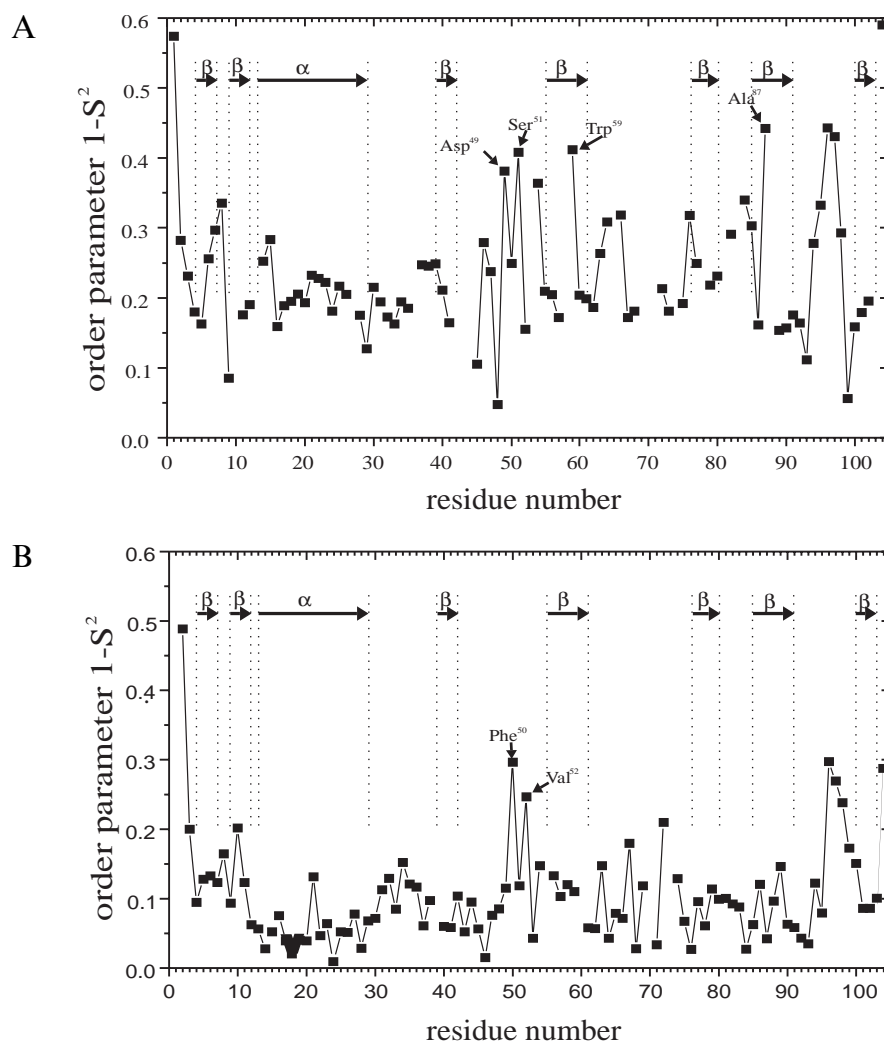 A
order parameter 1-S²
0.6
0.5
0.4
0.3
0.2
0.1
0.0
β β α β β β β β
Asp⁴⁹
Ser⁵¹
Trp⁵⁹
Ala⁸⁷
0 10 20 30 40 50 60 70 80 90 100
residue number
B
order parameter 1-S²
0.6
0.5
0.4
0.3
0.2
0.1
0.0
β β α β β β β β
Phe⁵⁰
Val⁵²
0 10 20 30 40 50 60 70 80 90 100
residue number